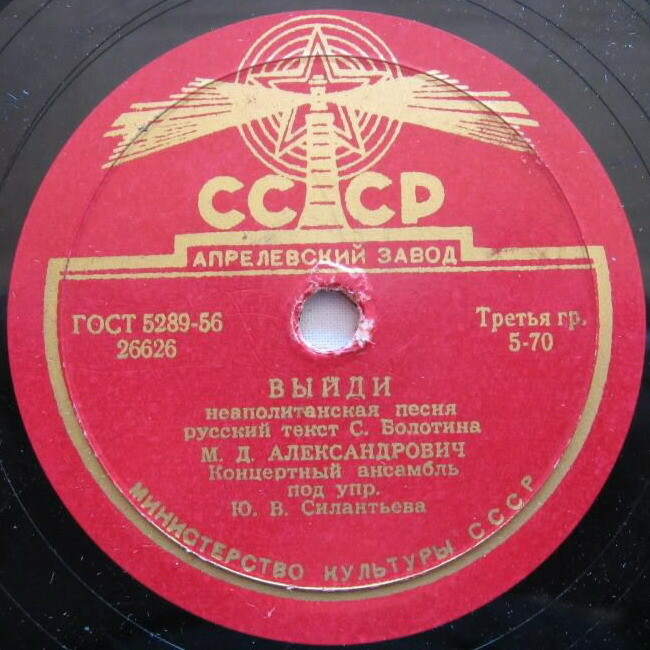 СССР
АПРЕЛЕВСКИЙ ЗАВОД
ГОСТ 5289-56
26626
Третья гр.
5-70
ВЫЙДИ
неаполитанская песня
русский текст С. Болотина
М. Д. АЛЕКСАНДРОВИЧ
Концертный ансамбль
под упр.
Ю. В. Силантьева
МИНИСТЕРСТВО КУЛЬТУРЫ СССР